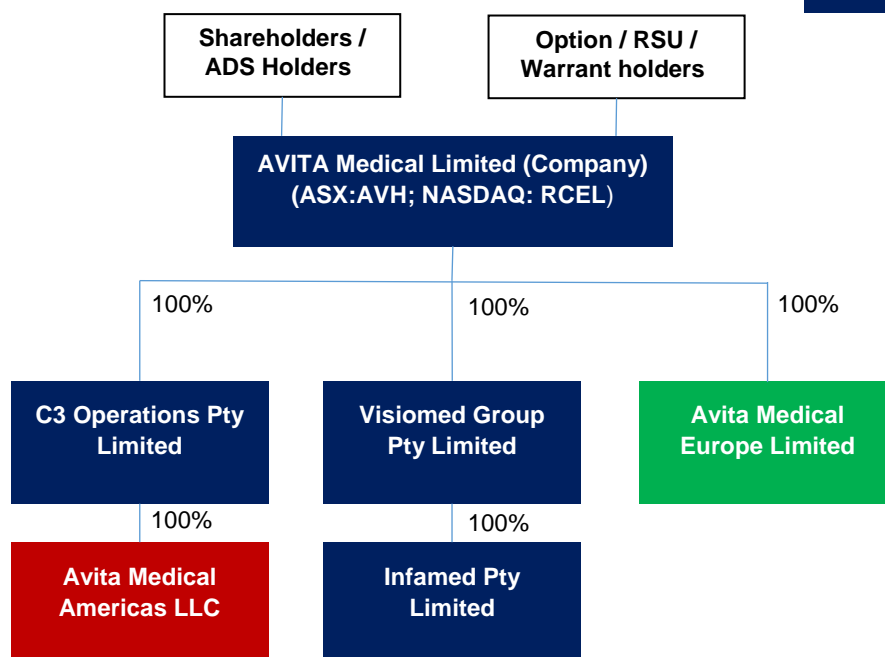 Shareholders /
ADS Holders
Option / RSU /
Warrant holders
AVITA Medical Limited (Company)
(ASX:AVH; NASDAQ: RCEL)
100%
100%
100%
C3 Operations Pty
Limited
Visiomed Group
Pty Limited
Avita Medical
Europe Limited
100%
100%
Avita Medical
Americas LLC
Infamed Pty
Limited